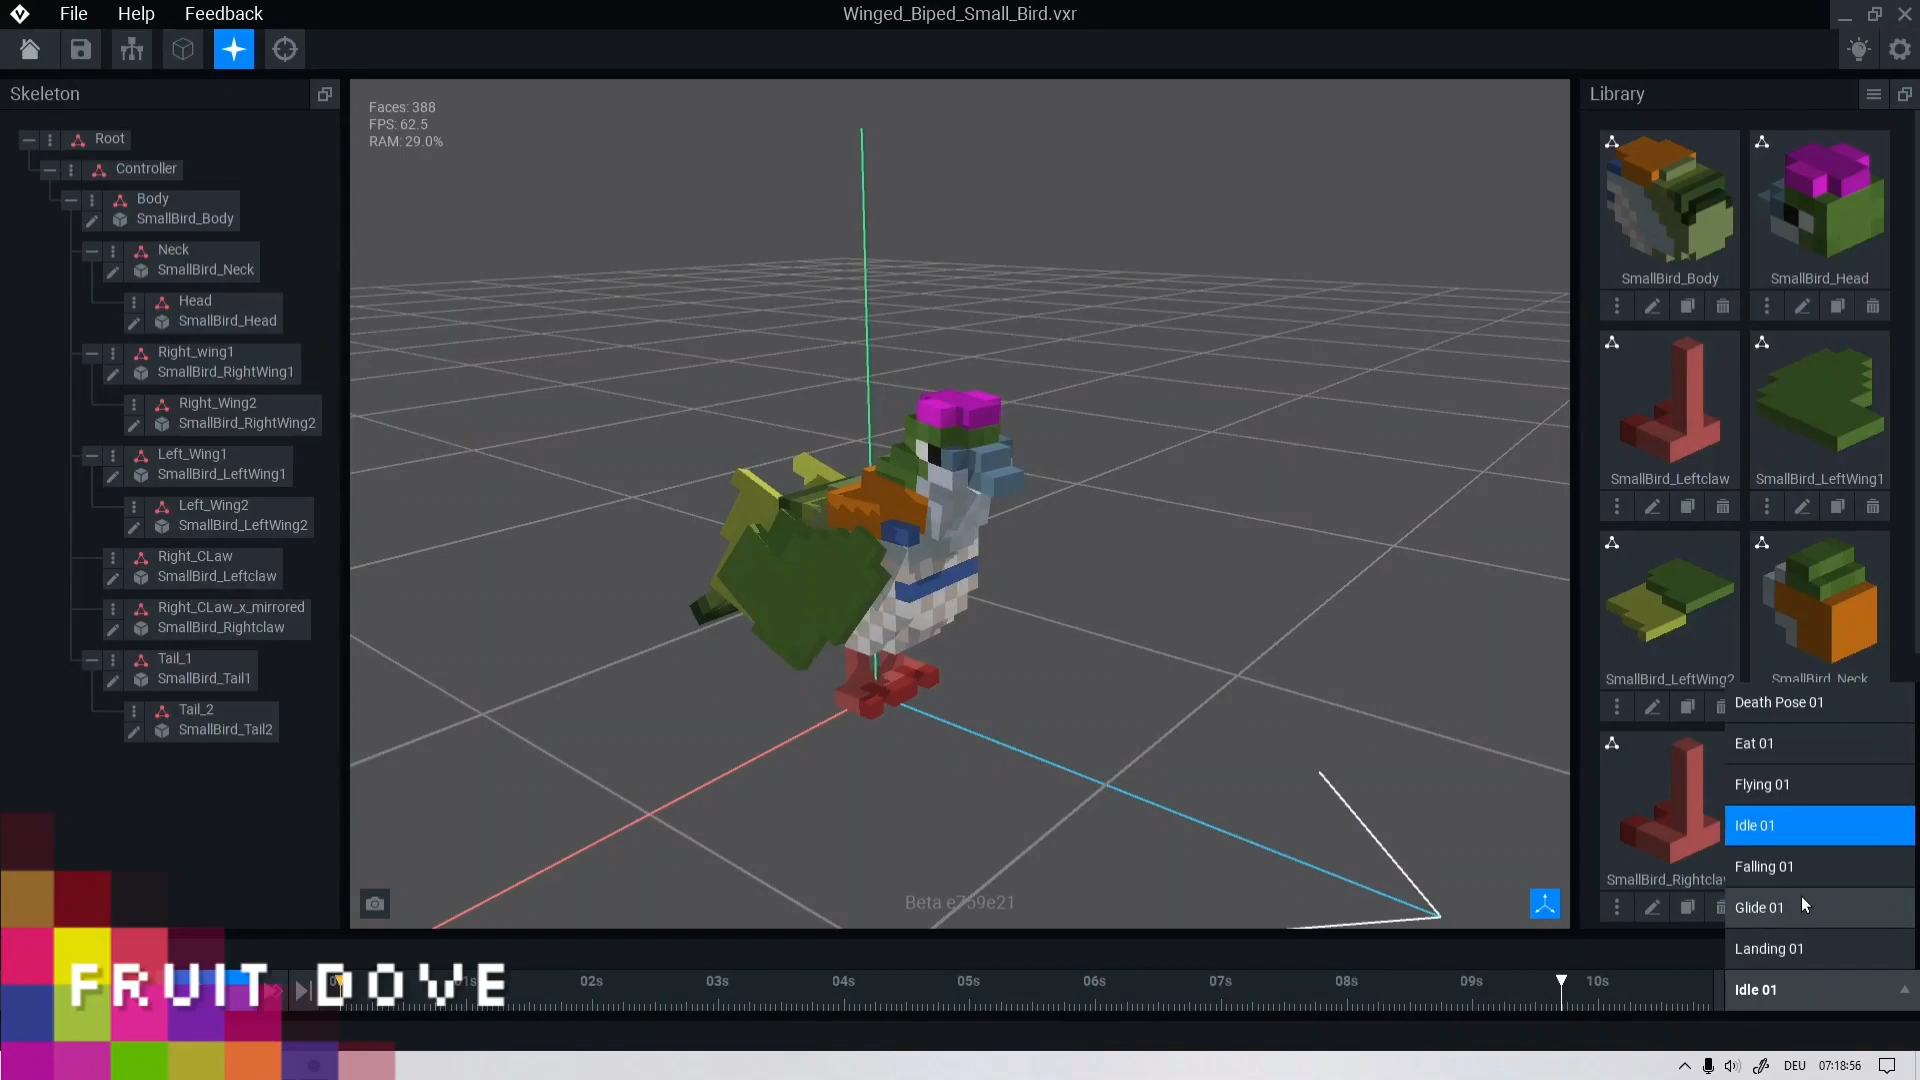 File Help Feedback
Winged_Biped_Small_Bird.vxr
Skeleton
Root
Controller
Body
SmallBird_Body
Neck
SmallBird_Neck
Head
SmallBird_Head
Right_wing1
SmallBird_RightWing1
Right_Wing2
SmallBird_RightWing2
Left_Wing1
SmallBird_LeftWing1
Left_Wing2
SmallBird_LeftWing2
Right_CLaw
SmallBird_Leftclaw
Right_CLaw_x_mirrored
SmallBird_Rightclaw
Tail_1
SmallBird_Tail1
Tail_2
SmallBird_Tail2
Faces: 388
FPS: 62.5
RAM: 29.0%
Beta e759e21
Library
SmallBird_Body SmallBird_Head
SmallBird_Leftclaw SmallBird_LeftWing1
SmallBird_LeftWing2 SmallBird_Neck
SmallBird_Rightclaw
Death Pose 01
Eat 01
Flying 01
Idle 01
Falling 01
Glide 01
Landing 01
Idle 01
02s 03s 04s 05s 06s 07s 08s 09s 10s
FRUIT DOVE
DEU 07:18:56